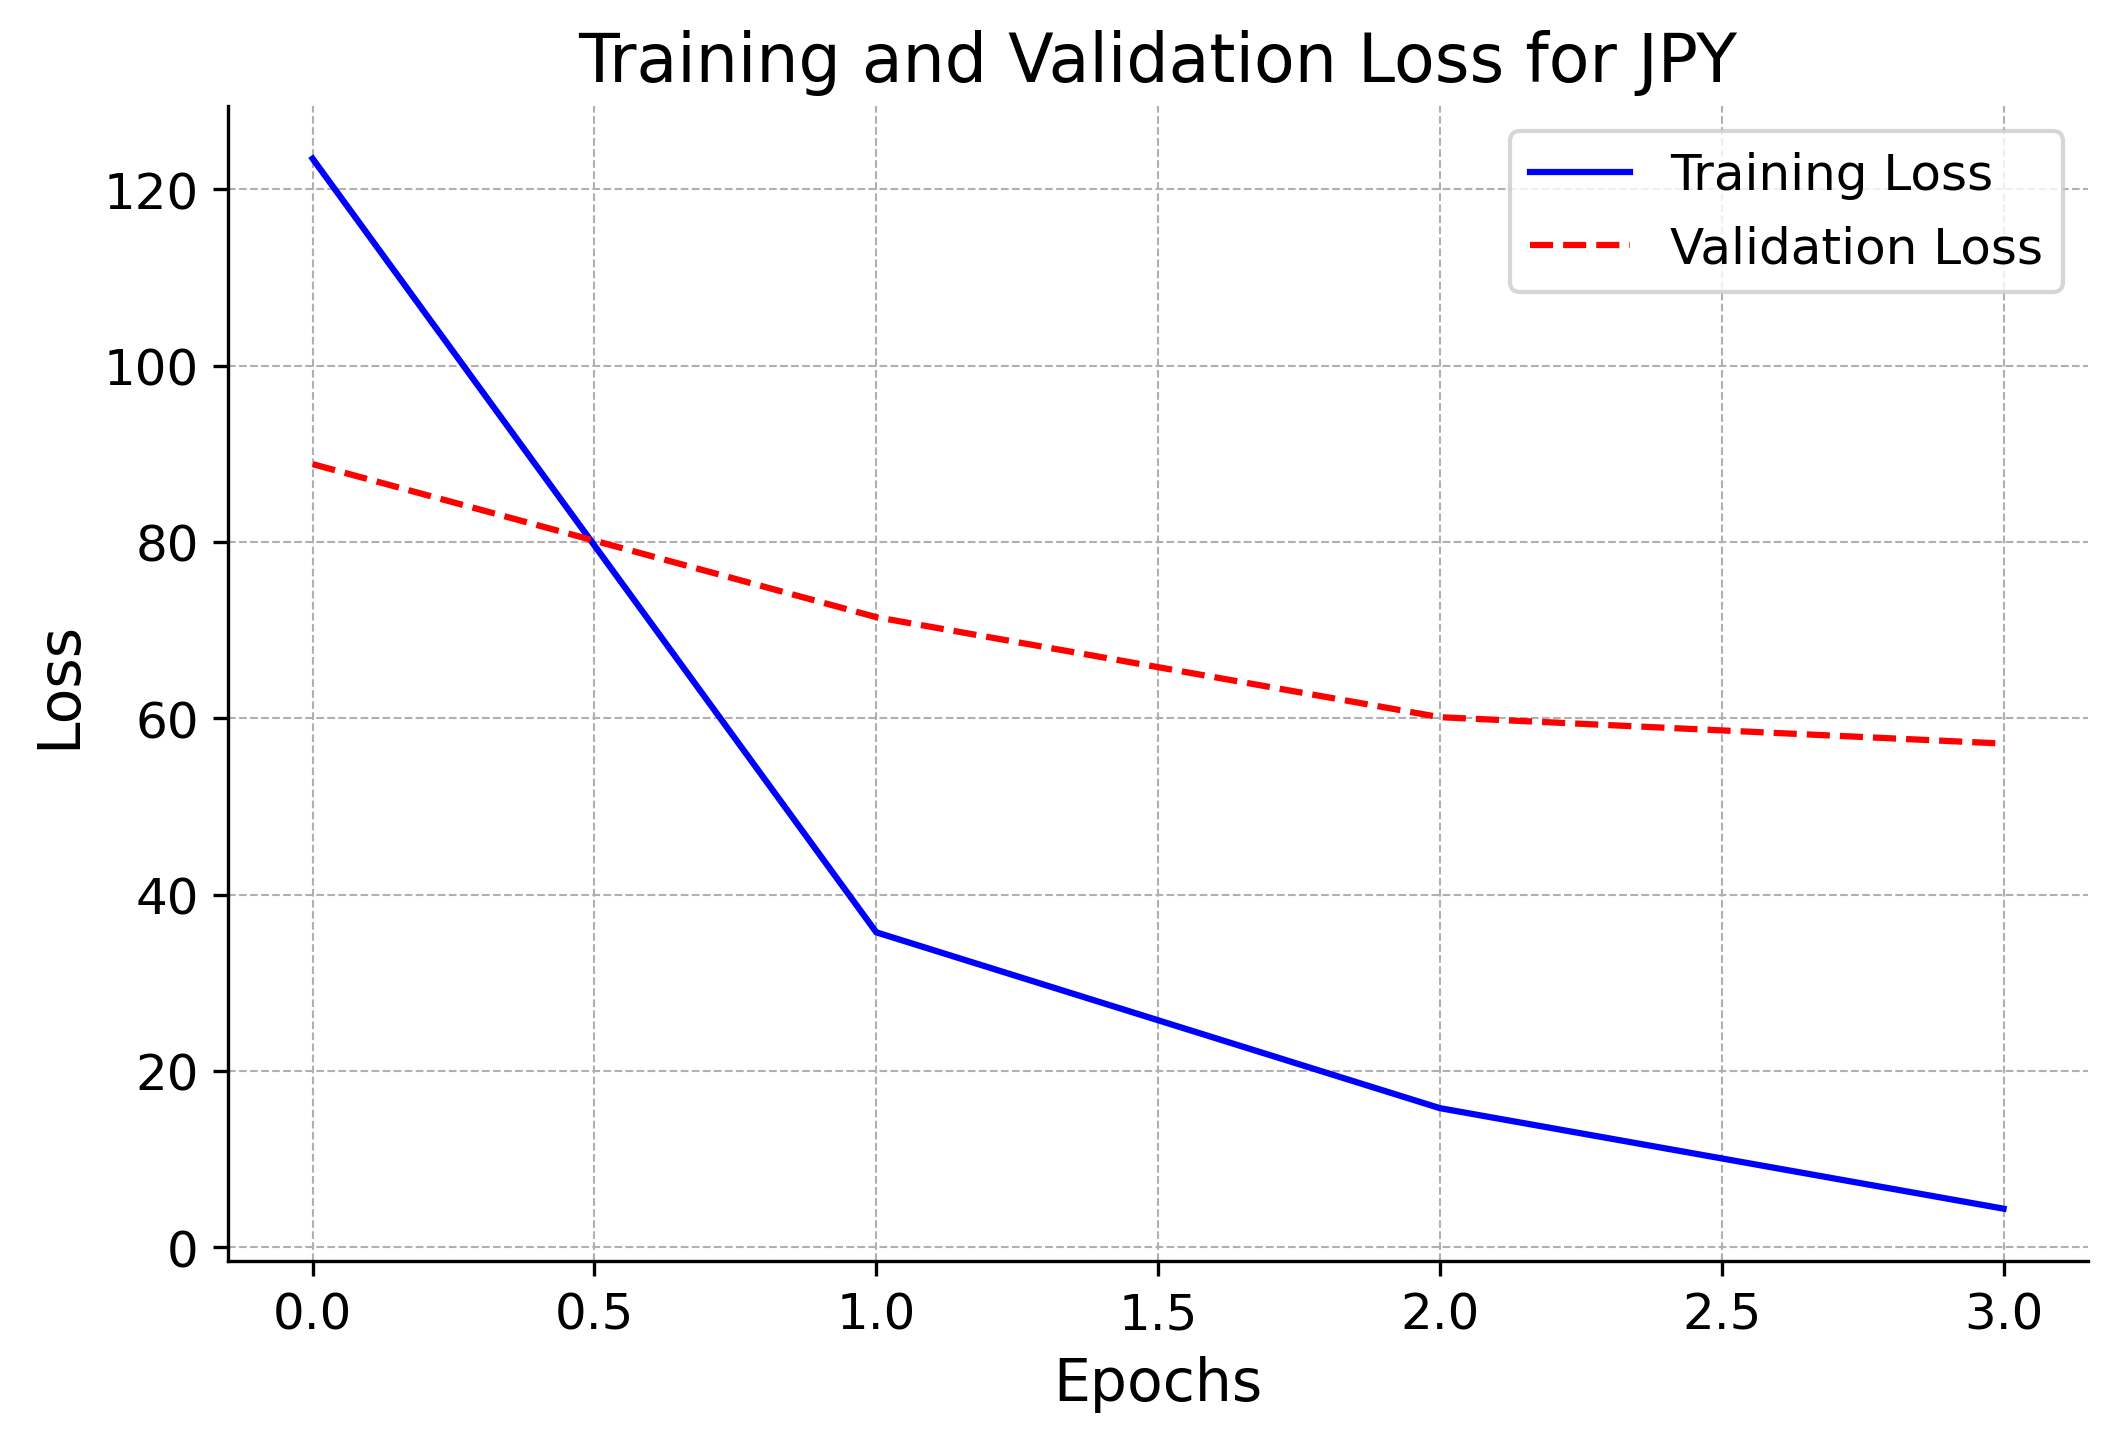 Training and Validation Loss for JPY
Training Loss
Validation Loss
120
100
80
60
40
20
0
Loss
0.0 0.5 1.0 1.5 2.0 2.5 3.0
Epochs